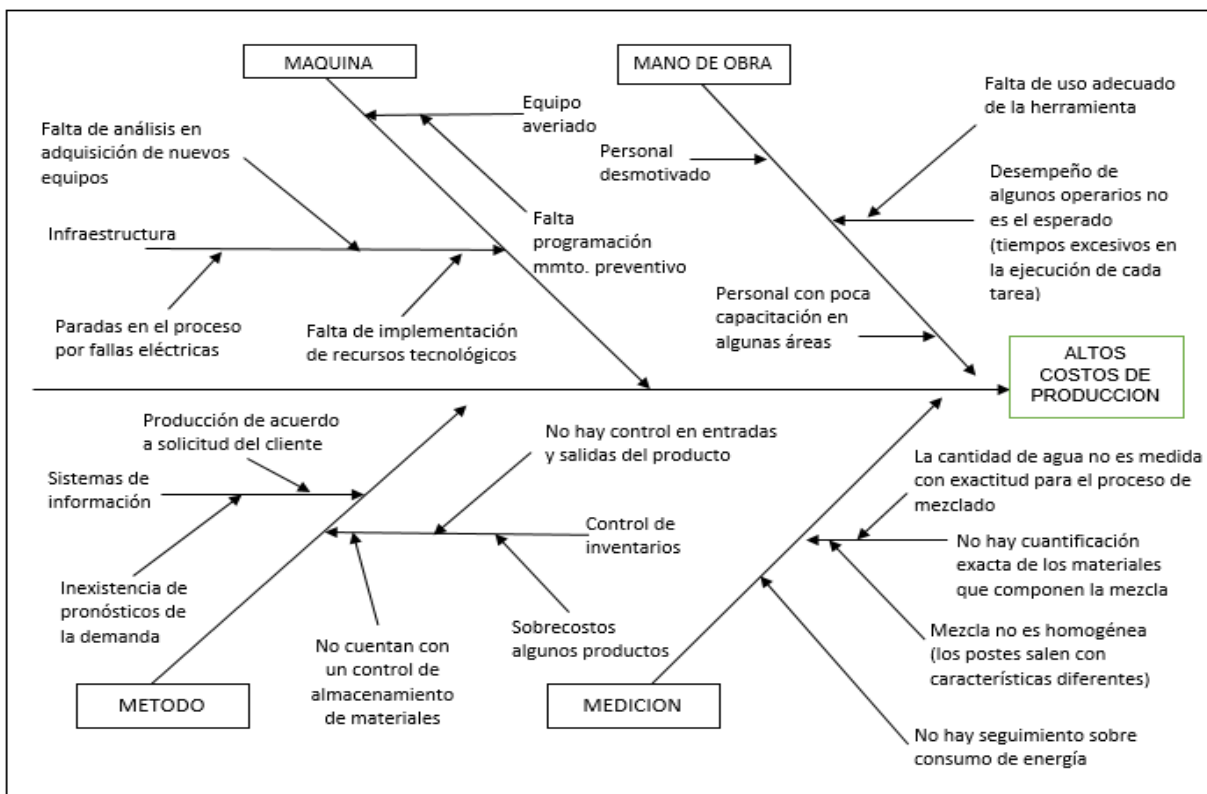 MAQUINA
MANO DE OBRA
Equipo
averiado
Falta de análisis en
adquisición de nuevos
equipos
Infraestructura
Falta
programación
mmto. preventivo
Paradas en el proceso
por fallas eléctricas
Falta de implementación
de recursos tecnológicos
Personal
desmotivado
Falta de uso adecuado
de la herramienta
Desempeño de
algunos operarios no
es el esperado
(tiempos excesivos en
la ejecución de cada
tarea)
Personal con poca
capacitación en
algunas áreas
ALTOS
COSTOS DE
PRODUCCION
Producción de acuerdo
a solicitud del cliente
Sistemas de
información
Inexistencia de
pronósticos de
la demanda
No hay control en entradas
y salidas del producto
Control de
inventarios
No cuentan con
un control de
almacenamiento
de materiales
Sobrecostos
algunos productos
METODO
La cantidad de agua no es medida
con exactitud para el proceso de
mezclado
No hay cuantificación
exacta de los materiales
que componen la mezcla
Mezcla no es homogénea
(los postes salen con
características diferentes)
No hay seguimiento sobre
consumo de energía
MEDICION